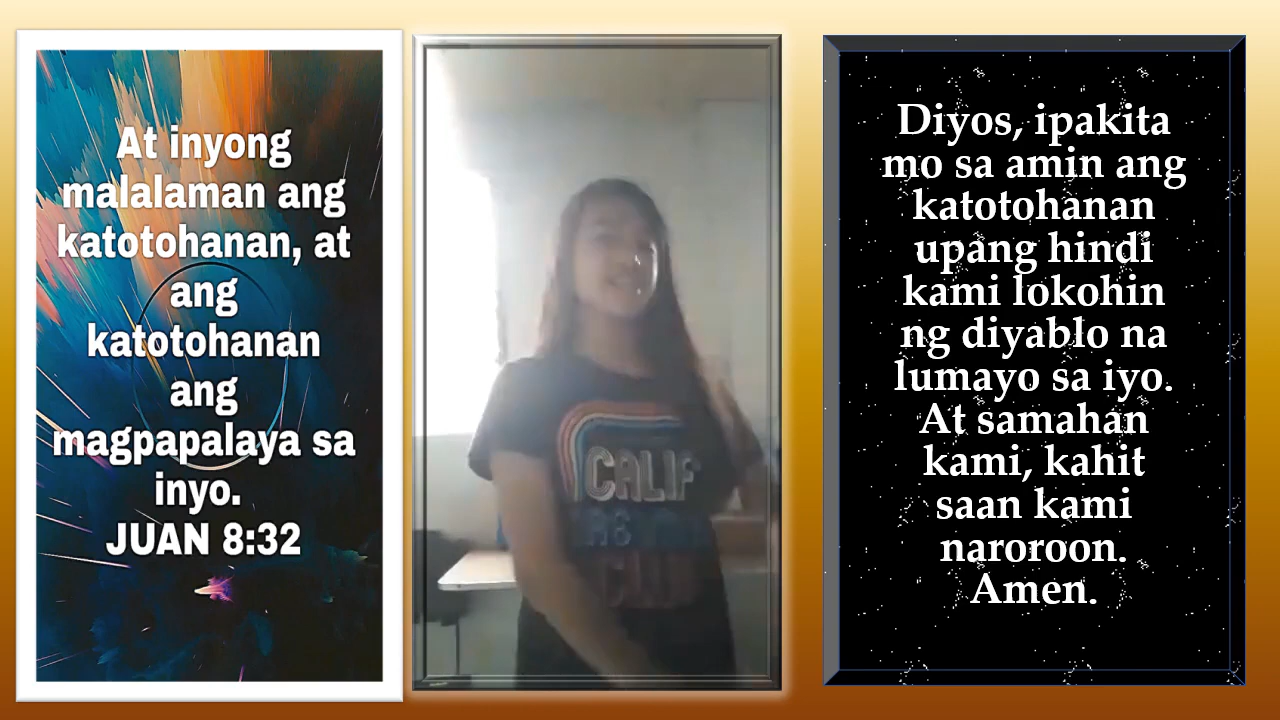 At inyong
malalaman ang
katotohanan, at
ang
katotohanan
ang
magpapalaya sa
inyo.
JUAN 8:32
CALIF
Diyos, ipakita
mo sa amin ang
katotohanan
upang hindi
kami lokohin
ng diyablo na
lumayo sa iyo.
At samahan
kami, kahit
saan kami
naroroon.
Amen.